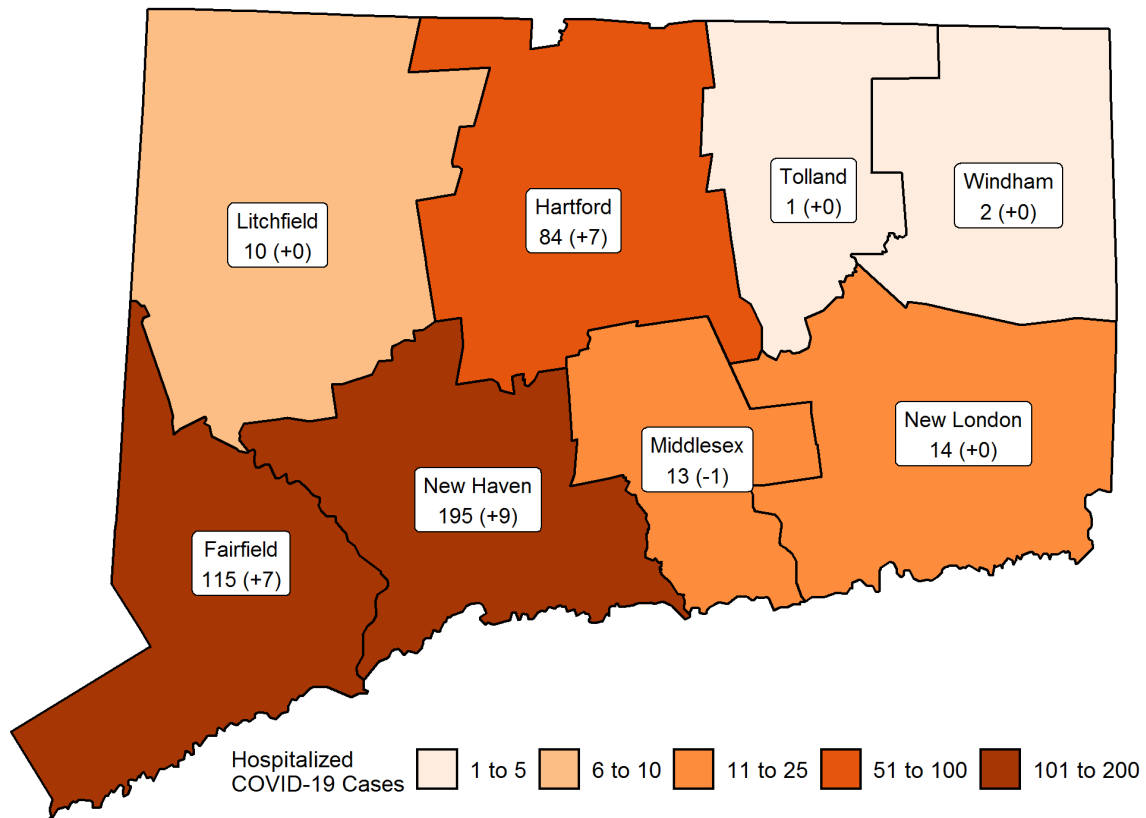 Tolland
1 (+0)
Windham
2 (+0)
Litchfield
10 (+0)
Hartford
84 (+7)
New London
14 (+0)
Middlesex
13 (-1)
New Haven
195 (+9)
Fairfield
115 (+7)
Hospitalized
COVID-19 Cases
1 to 5
6 to 10
11 to 25
51 to 100
101 to 200